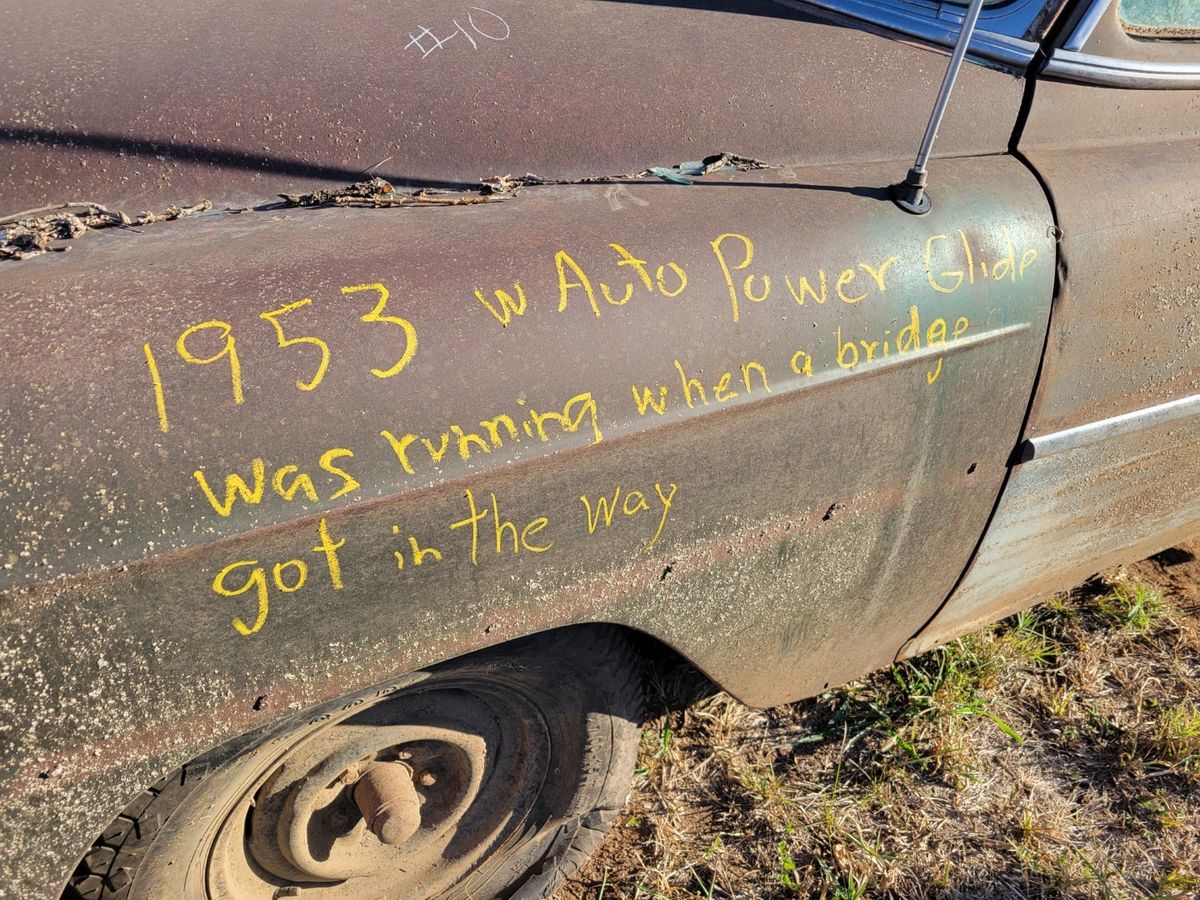 #10
1953 w Auto Power Glide
was running when a bridge
got in the way